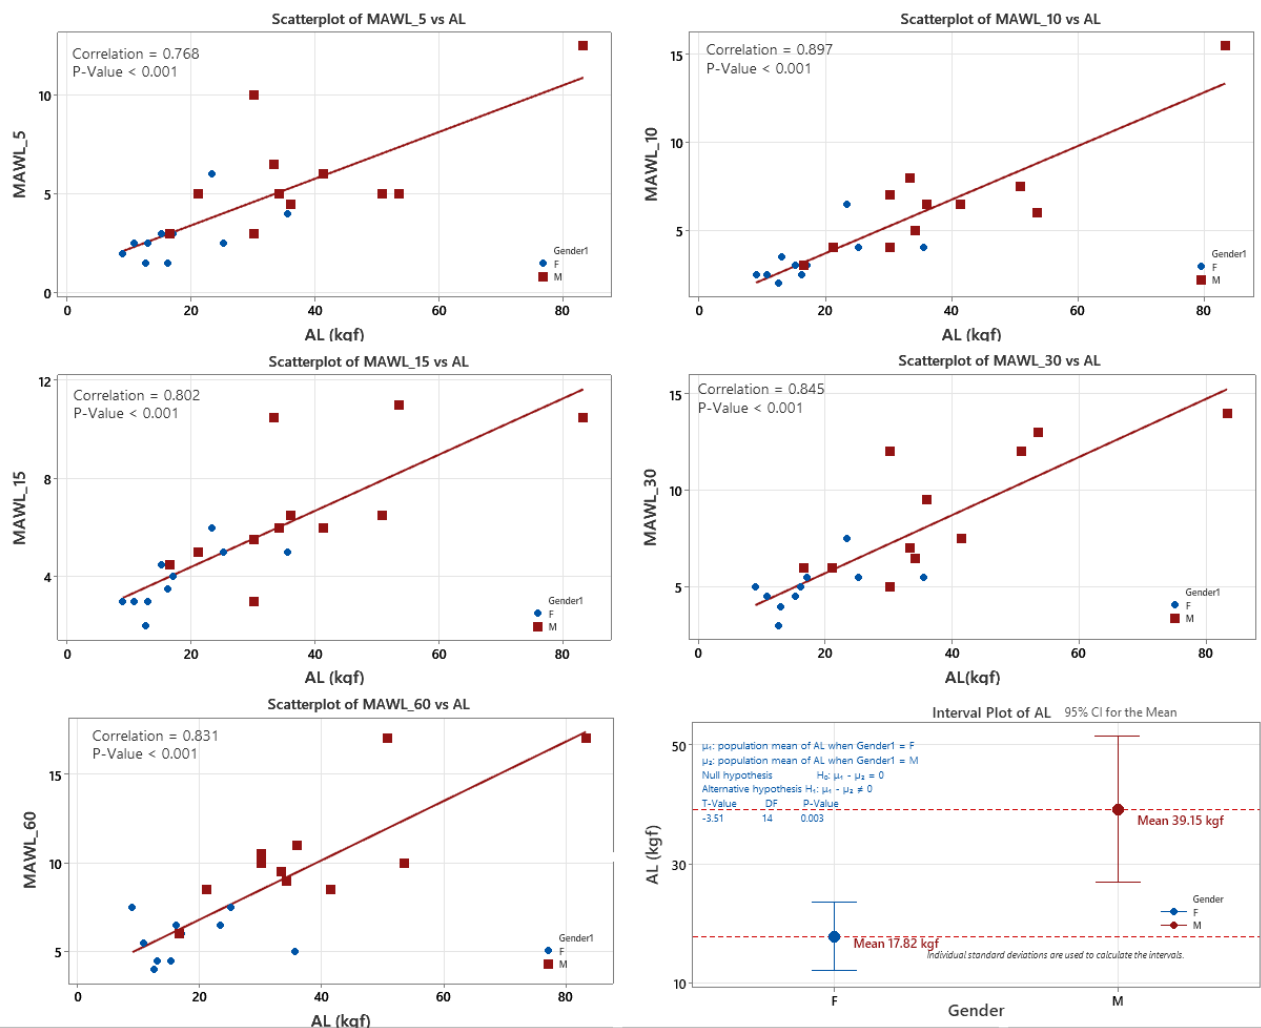 Scatterplot of MAWL_5 vs AL
Correlation = 0.768
P-Value < 0.001
10
5
0
MAWL_5
Gender1
F
M
0 20 40 60 80
AL (kgf)
Scatterplot of MAWL_10 vs AL
Correlation = 0.897
P-Value < 0.001
15
10
5
MAWL_10
Gender1
F
M
0 20 40 60 80
AL (kgf)
Scatterplot of MAWL_15 vs AL
Correlation = 0.802
P-Value < 0.001
12
8
4
MAWL_15
Gender1
F
M
0 20 40 60 80
AL (kgf)
Scatterplot of MAWL_30 vs AL
Correlation = 0.845
P-Value < 0.001
15
10
5
MAWL_30
Gender1
F
M
0 20 40 60 80
AL(kgf)
Scatterplot of MAWL_60 vs AL
Correlation = 0.831
P-Value < 0.001
15
10
5
MAWL_60
Gender1
F
M
0 20 40 60 80
AL (kgf)
Interval Plot of AL 95% CI for the Mean
μ₁: population mean of AL when Gender1 = F
μ₂: population mean of AL when Gender1 = M
Null hypothesis H₀: μ₁ - μ₂ = 0
Alternative hypothesis H₁: μ₁ - μ₂ ≠ 0
T-Value DF P-Value
-3.51 14 0.003
50
30
10
AL (kgf)
Mean 39.15 kgf
Gender
F
M
Mean 17.82 kgf
Individual standard deviations are used to calculate the intervals.
F M
Gender